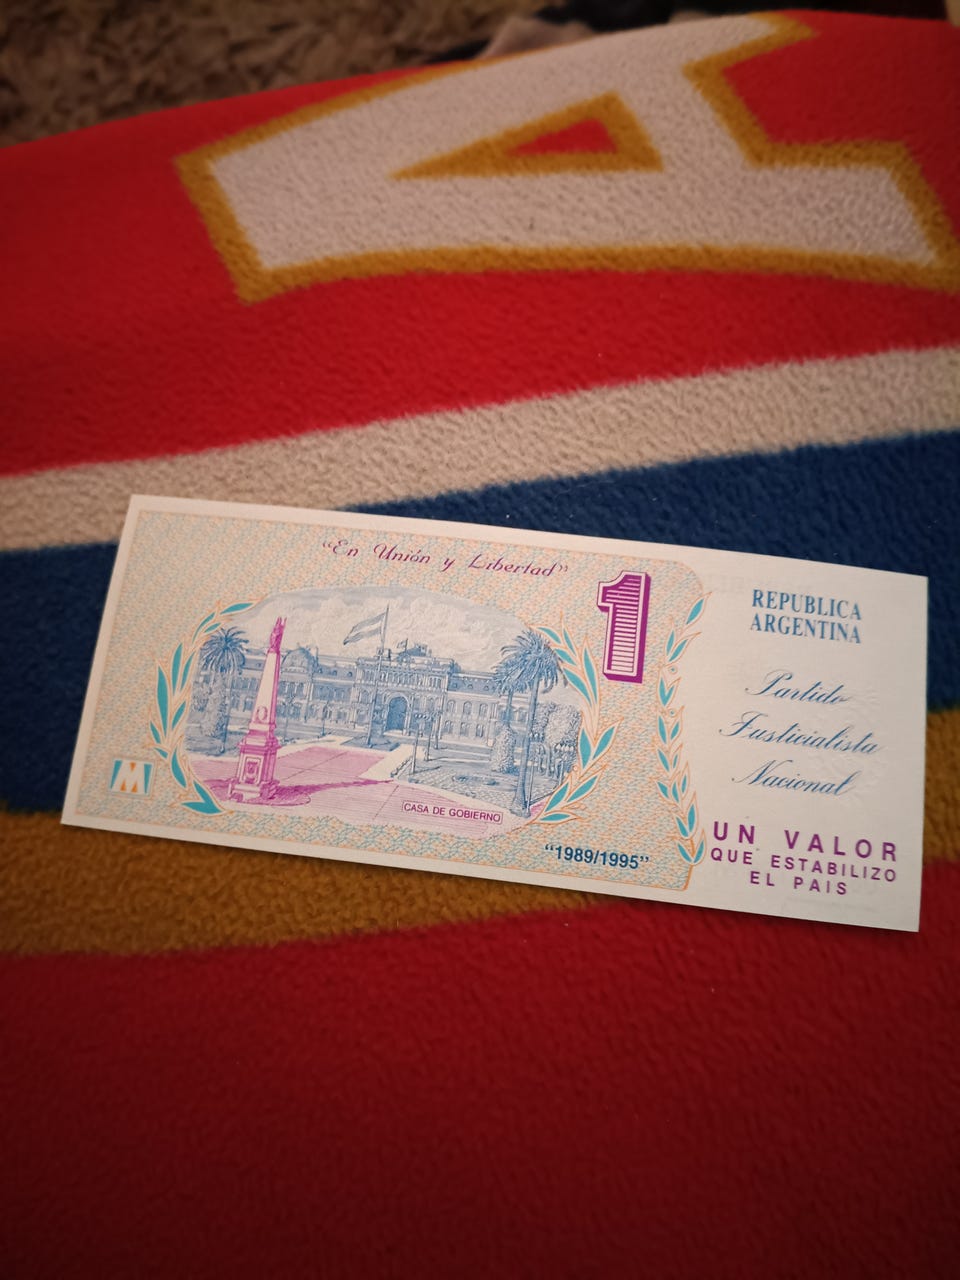 A
“En Unión y Libertad”
1
REPUBLICA
ARGENTINA
Partido
Justicialista
Nacional
M
CASA DE GOBIERNO
“1989/1995”
UN VALOR
QUE ESTABILIZO
EL PAIS